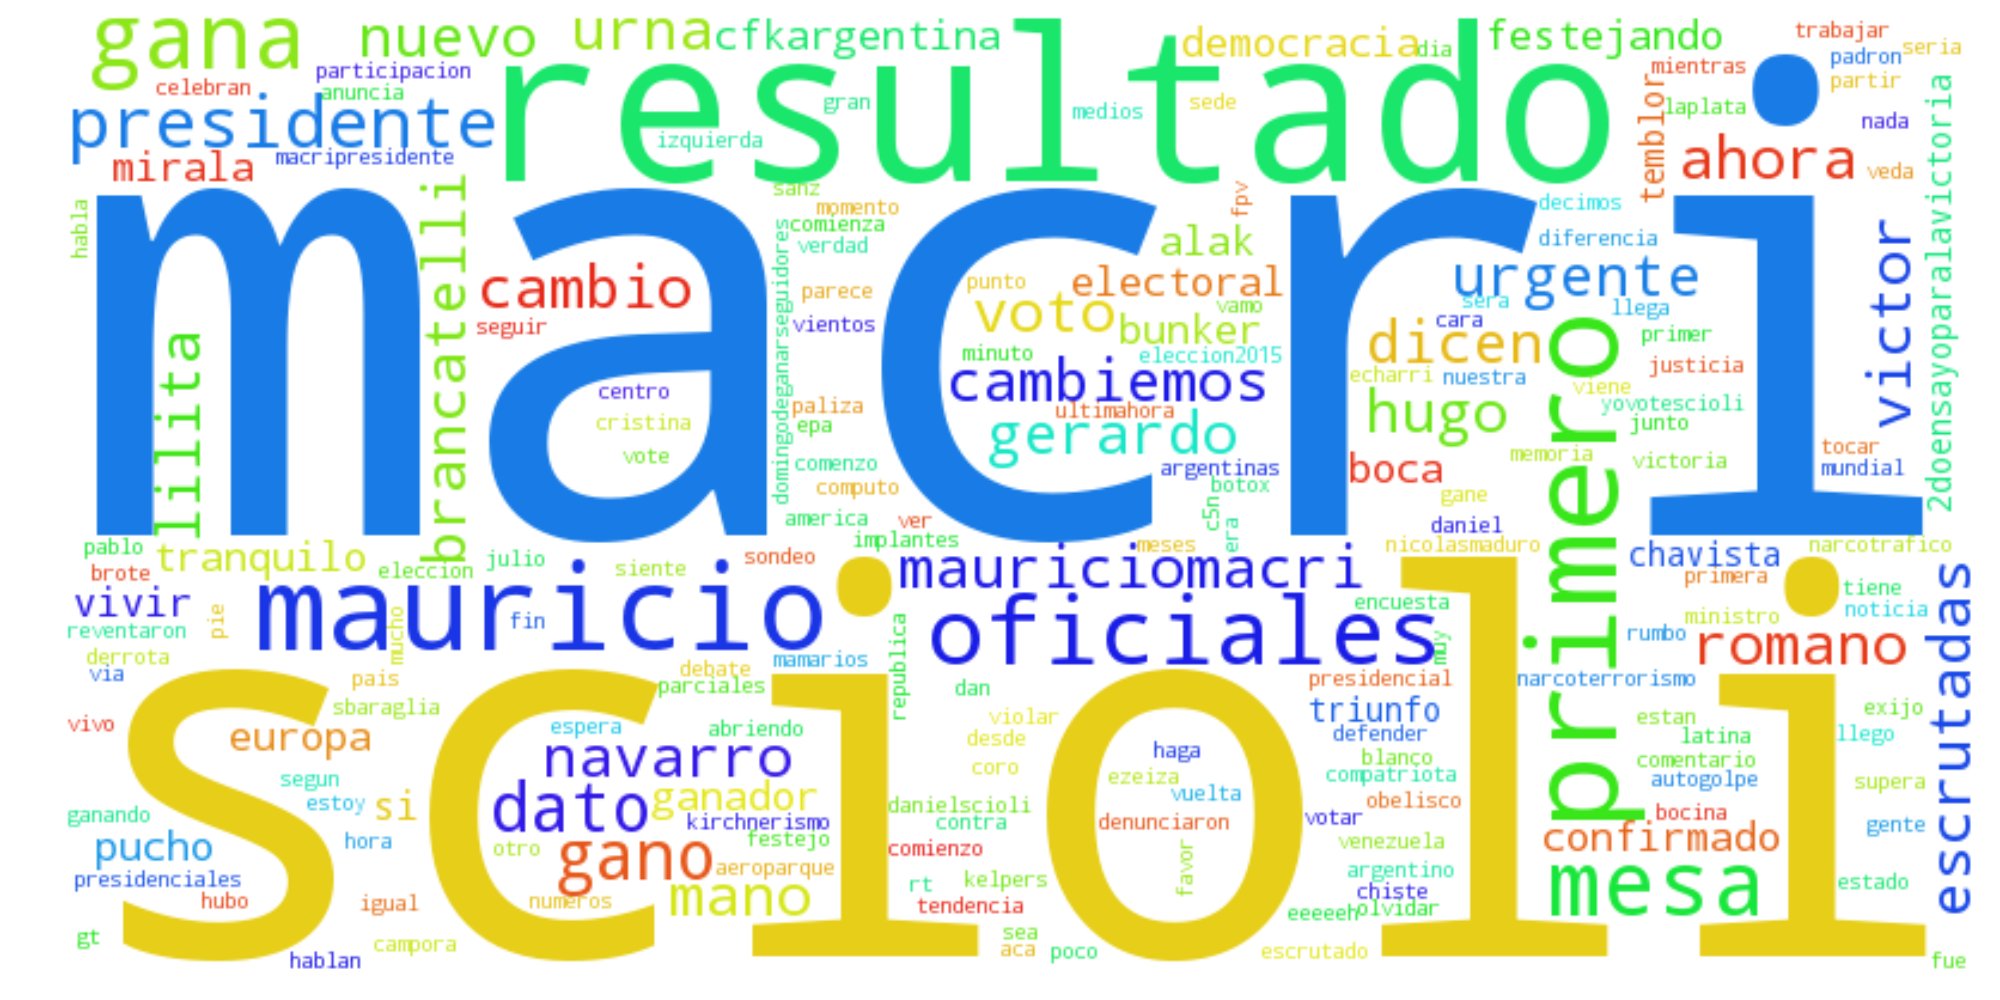 gana
nuevo
urna
cfkargentina
democracia
dia
festejando
trabajar
padron
seria
celebran
participacion
anuncia
resultado
gran
medios
sede
mientras
partir
presidente
izquierda
temblor
laplata
nada
mirala
macripresidente
ahora
veda
2doensayoparalavictoria
habla
macri
brancatelli
sanz
momento
comienza
verdad
domingodeganarseguidores
fpv
alak
decimos
diferencia
victor
cambio
seguir
parece
vientos
punto
electoral
voto
vamo
bunker
urgente
sera
llega
cara
primer
lilita
minuto
eleccion2015
dicen
justicia
centro
cambiemos
echarri
nuestra
viene
cristina
paliza
epa
ultimahora
gerardo
hugo
yovotescioli
junto
primero
vote
comenzo
computo
argentinas
botox
c5n
era
boca
memoria
victoria
tocar
mundial
gane
america
ver
daniel
pablo
tranquilo
brote
eleccion
julio
siente
sondeo
implantes
meses
nicolasmaduro
chavista
narcotrafico
vivir
mauricio
mauriciomacri
primera
tiene
reventaron
pie
mucho
fin
republica
oficiales
encuesta
muy
ministro
noticia
escrutadas
derrota
via
pais
debate
mamarios
parciales
rumbo
romano
vivo
sbaraglia
scioli
dan
presidencial
narcoterrorismo
europa
espera
abriendo
violar
desde
triunfo
defender
estan
exijo
latina
llego
navarro
coro
haga
blanco
comentario
segun
estoy
si
dato
ganador
ezeiza
vuelta
compatriota
autogolpe
supera
ganando
kirchnerismo
danielscioli
contra
denunciaron
obelisco
votar
bocina
gente
pucho
hora
otro
gano
festejo
comienzo
venezuela
confirmado
presidenciales
aeroparque
favor
argentino
mesa
estado
hubo
igual
numeros
mano
rt
kelpers
tendencia
chiste
eeeeeh
olvidar
gt
campora
sea
aca
poco
escrutado
hablan
fue